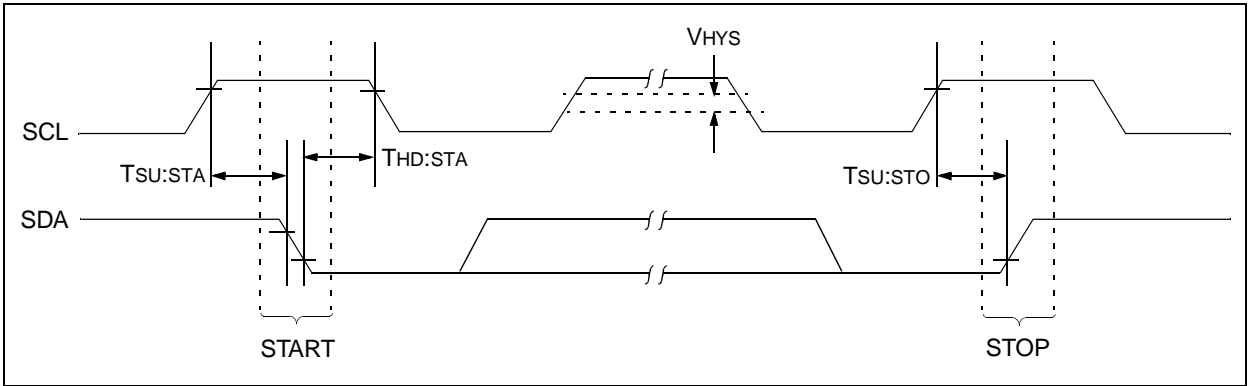 VHYS
SCL
THD:STA
TSU:STA
TSU:STO
SDA
START
STOP